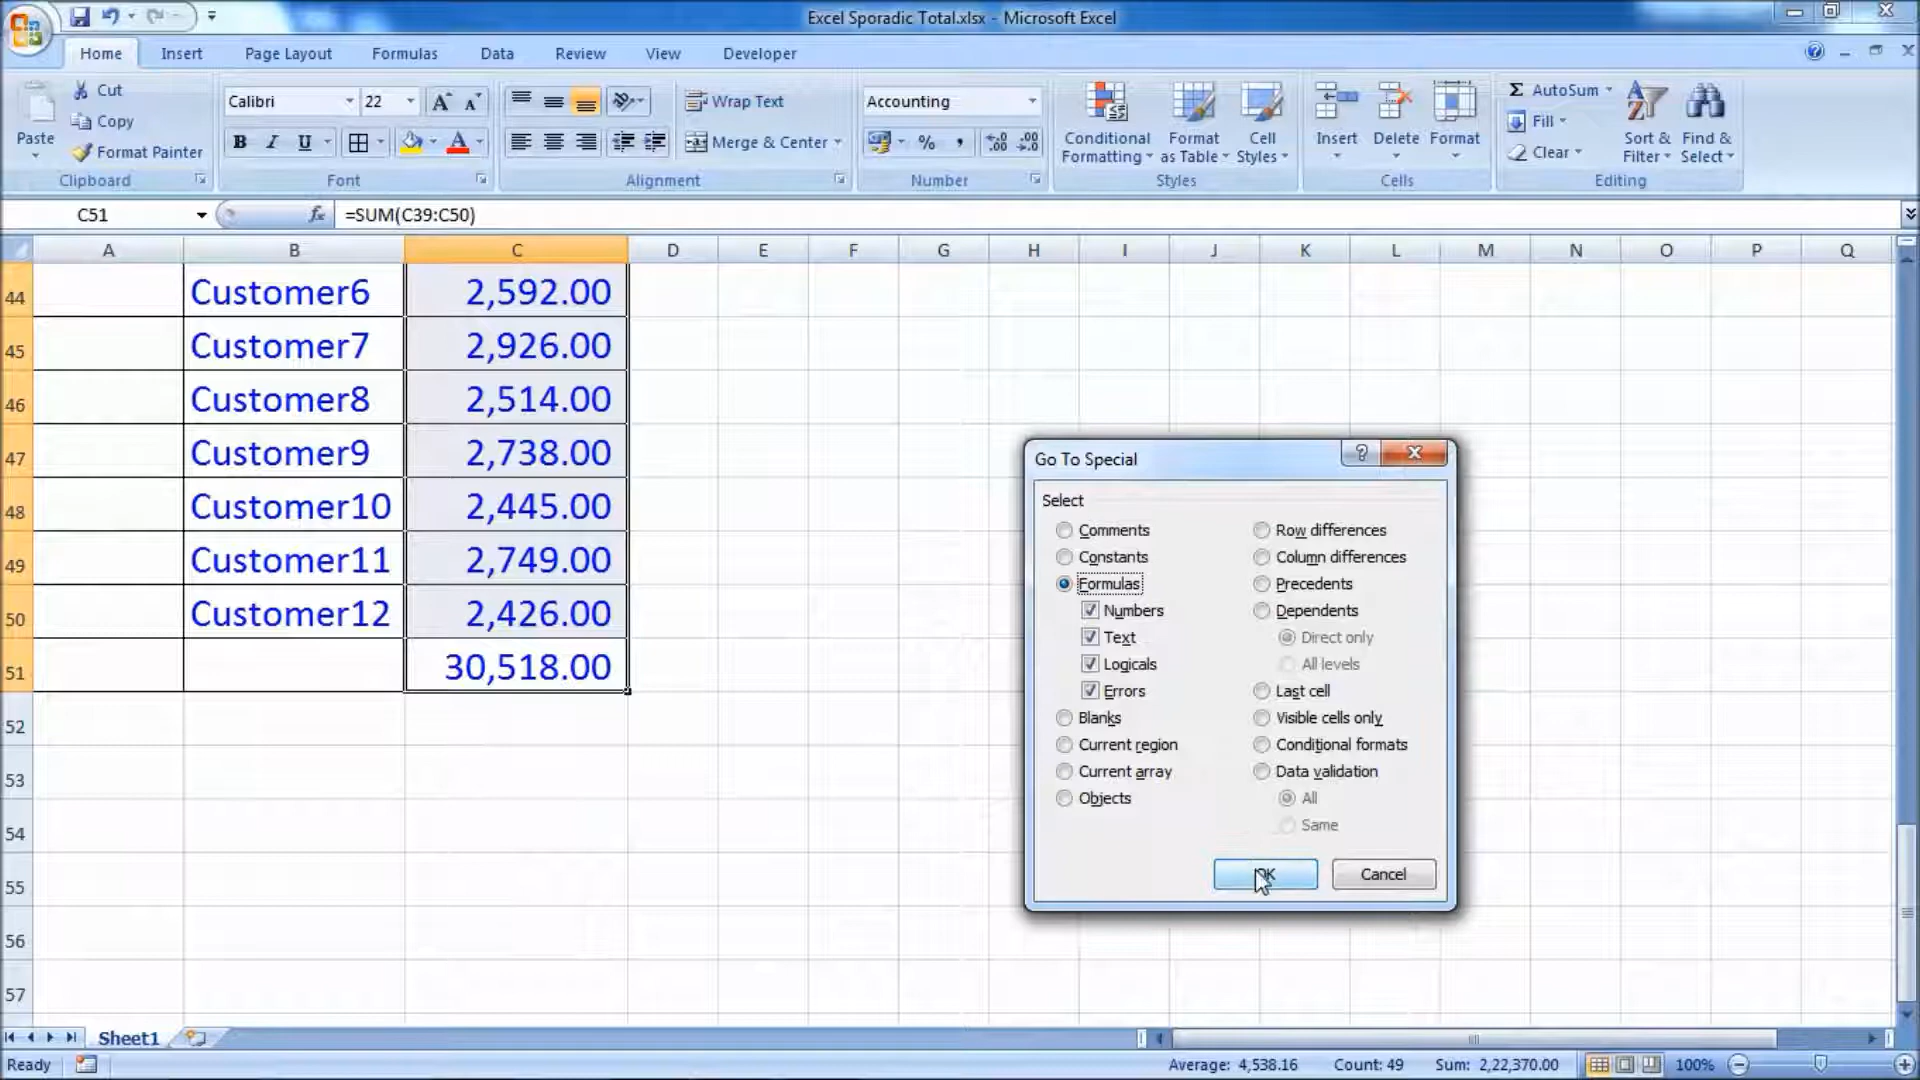 Excel Sporadic Total.xlsx - Microsoft Excel
Home Insert Page Layout Formulas Data Review View Developer
Paste
Cut
Copy
Format Painter
Clipboard
Calibri 22
B I U
Font
Wrap Text
Merge & Center
Alignment
Accounting
%
Number
Conditional Formatting
Format as Table
Cell Styles
Styles
Insert Delete Format
Cells
Σ AutoSum
Fill
Clear
Sort & Filter
Find & Select
Editing
C51 fx =SUM(C39:C50)
A B C D E F G H I J K L M N O P Q
44 Customer6 2,592.00
45 Customer7 2,926.00
46 Customer8 2,514.00
47 Customer9 2,738.00
48 Customer10 2,445.00
49 Customer11 2,749.00
50 Customer12 2,426.00
51 30,518.00
52
53
54
55
56
57
Go To Special
Select
Comments
Constants
Formulas
Numbers
Text
Logicals
Errors
Blanks
Current region
Current array
Objects
Row differences
Column differences
Precedents
Dependents
Direct only
All levels
Last cell
Visible cells only
Conditional formats
Data validation
All
Same
OK Cancel
Sheet1
Ready Average: 4,538.16 Count: 49 Sum: 2,22,370.00 100%